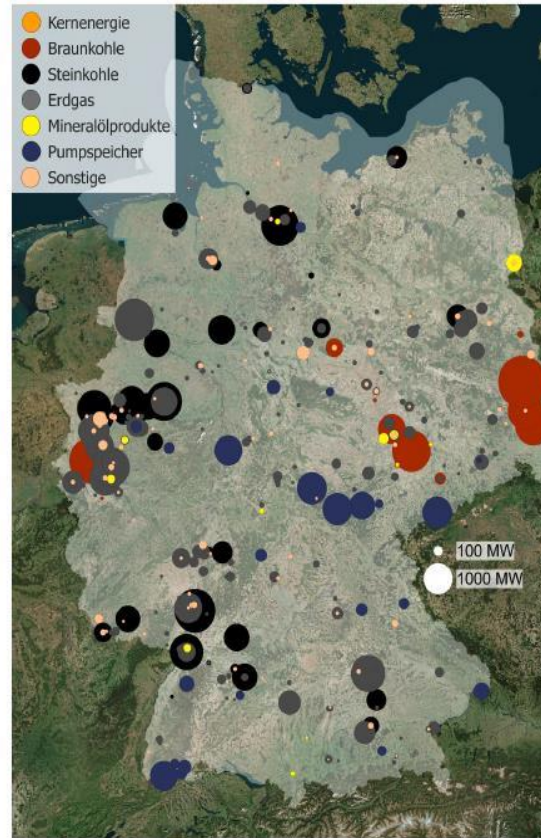 Kernenergie
Braunkohle
Steinkohle
Erdgas
Mineralölprodukte
Pumpspeicher
Sonstige
100 MW
1000 MW